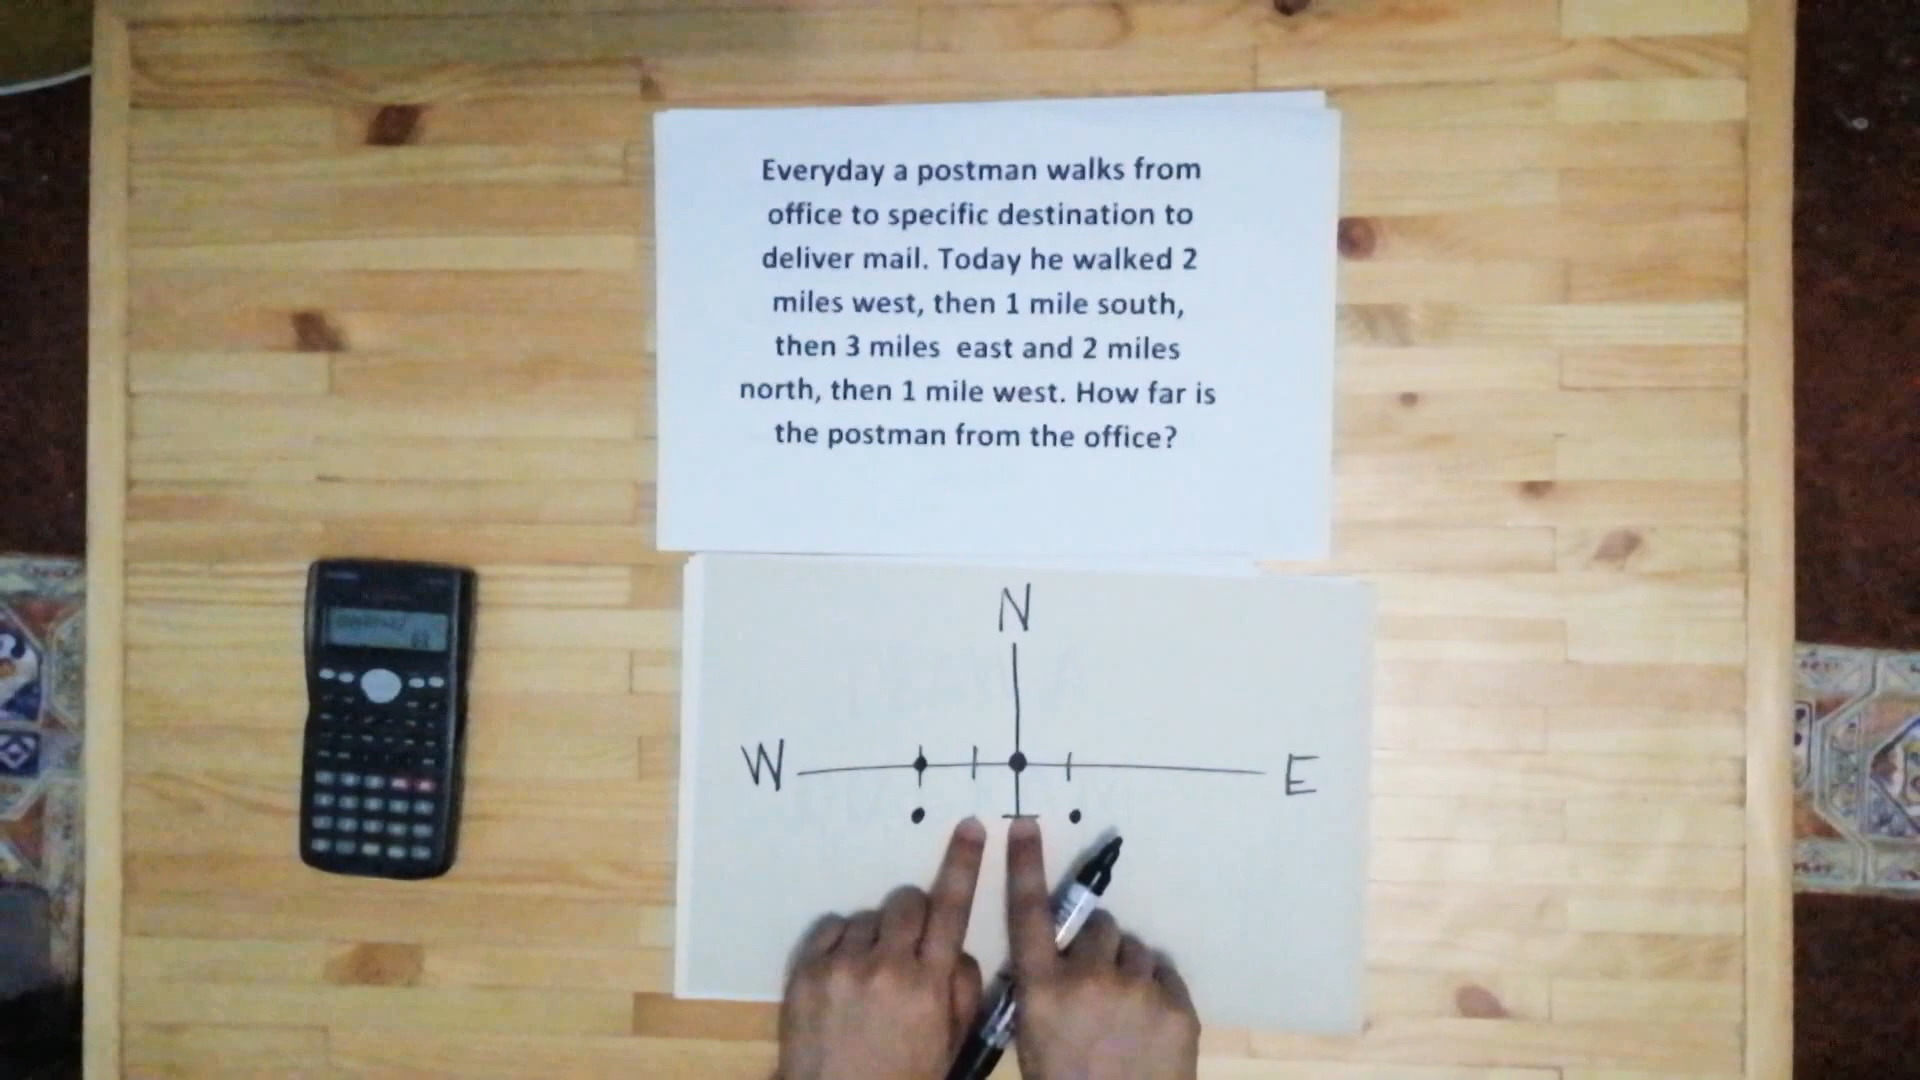 Everyday a postman walks from
office to specific destination to
deliver mail. Today he walked 2
miles west, then 1 mile south,
then 3 miles east and 2 miles
north, then 1 mile west. How far is
the postman from the office?
N
W E